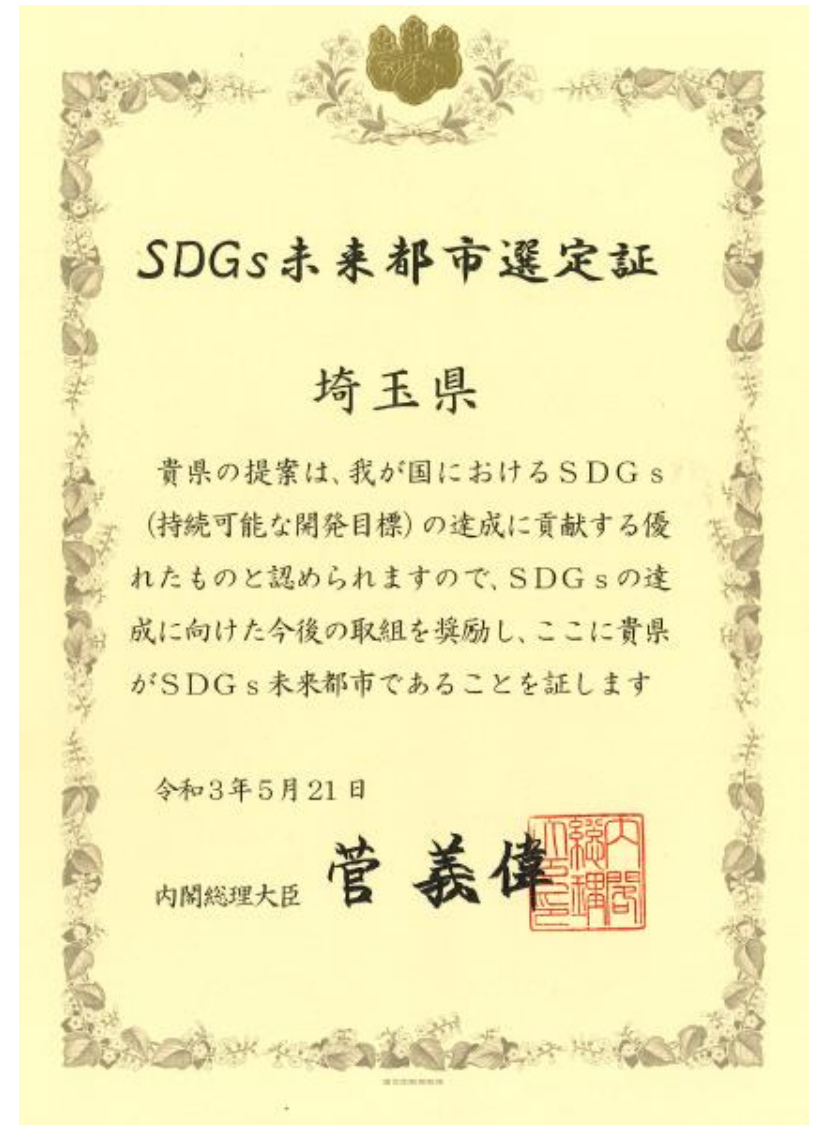 SDGs未来都市選定証
埼玉県
貴県の提案は、我が国におけるSDGs
(持続可能な開発目標)の達成に貢献する優
れたものと認められますので、SDGsの達
成に向けた今後の取組を奨励し、ここに貴県
がSDGs未来都市であることを証します
令和3年5月21日
内閣総理大臣 菅義偉
内閣総理大臣印